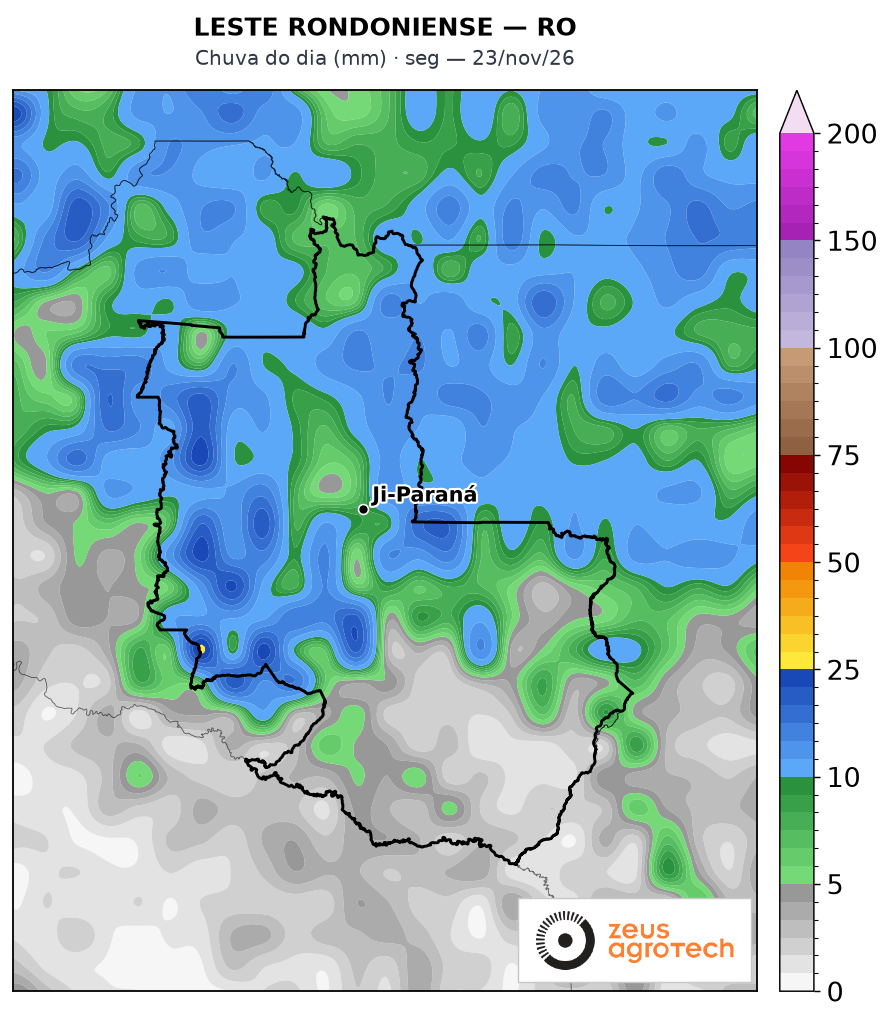 LESTE RONDONIENSE — RO
Chuva do dia (mm) · seg — 23/nov/26
200
150
100
75
50
25
10
5
0
Ji-Paraná
zeus
agrotech